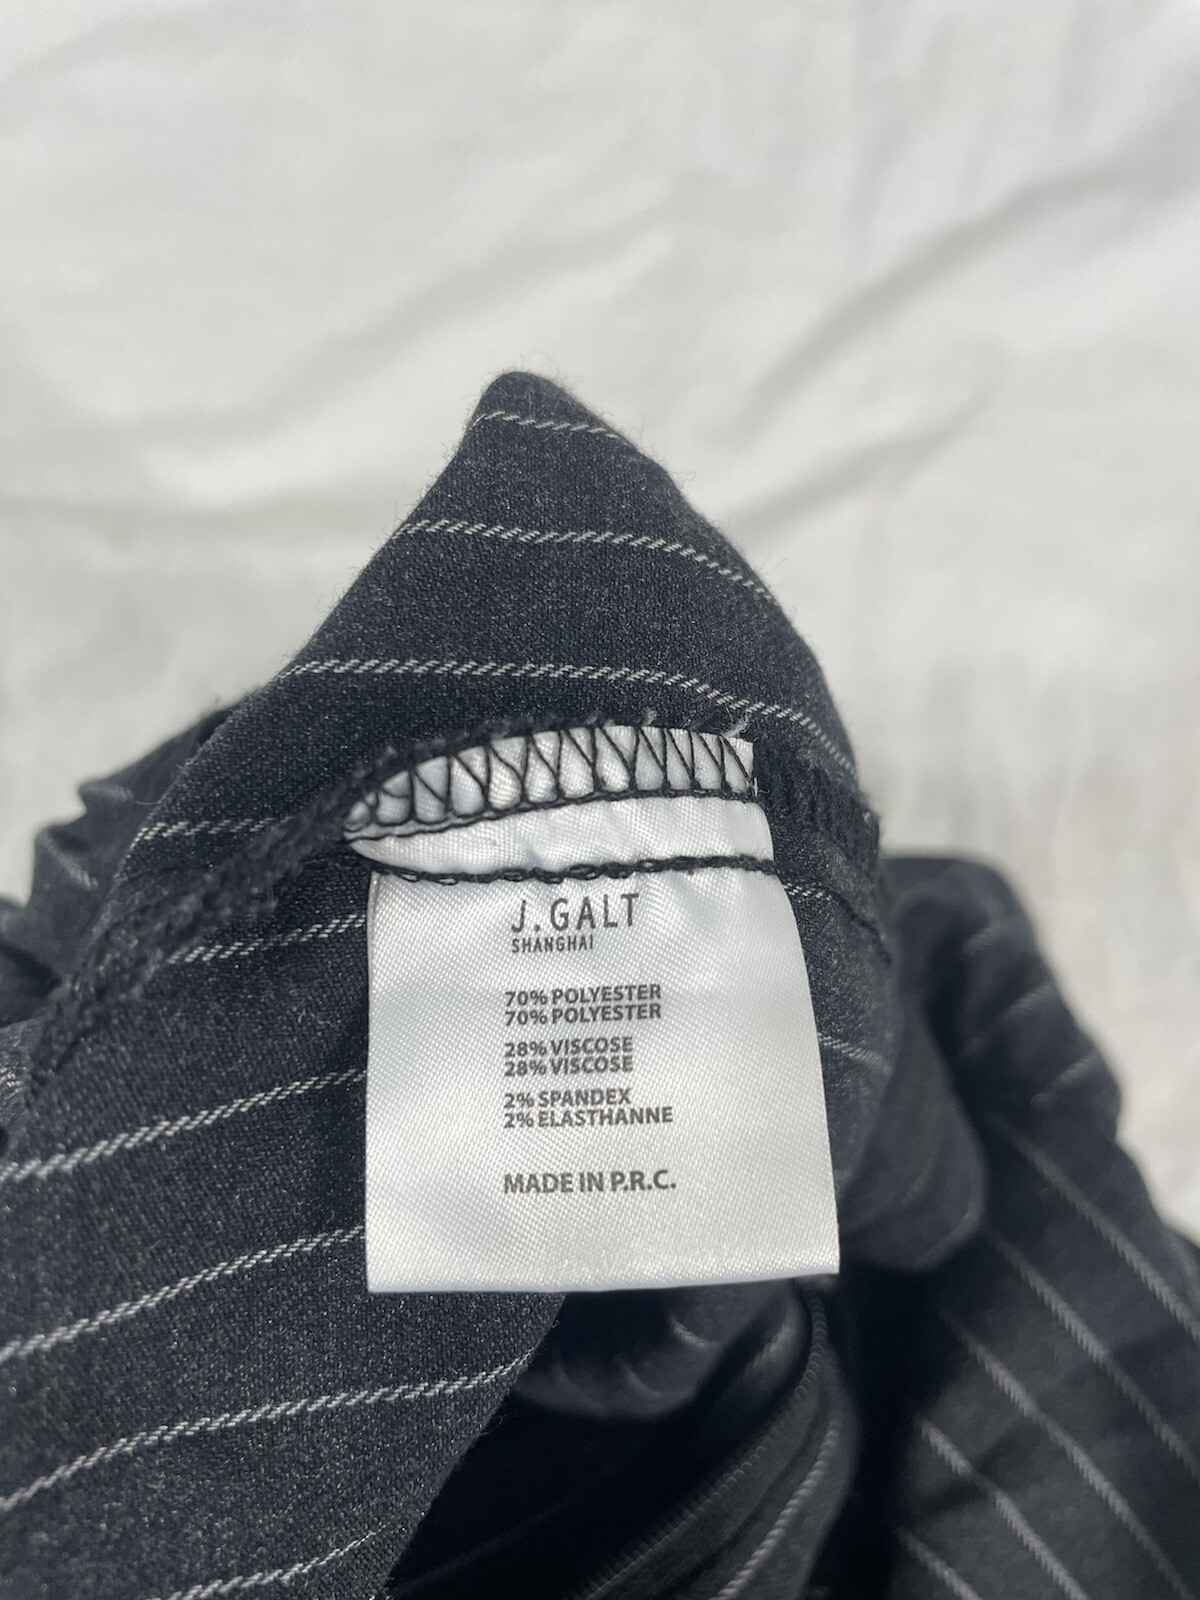 J.GALT
SHANGHAI
70% POLYESTER
70% POLYESTER
28% VISCOSE
28% VISCOSE
2% SPANDEX
2% ELASTHANNE
MADE IN P.R.C.